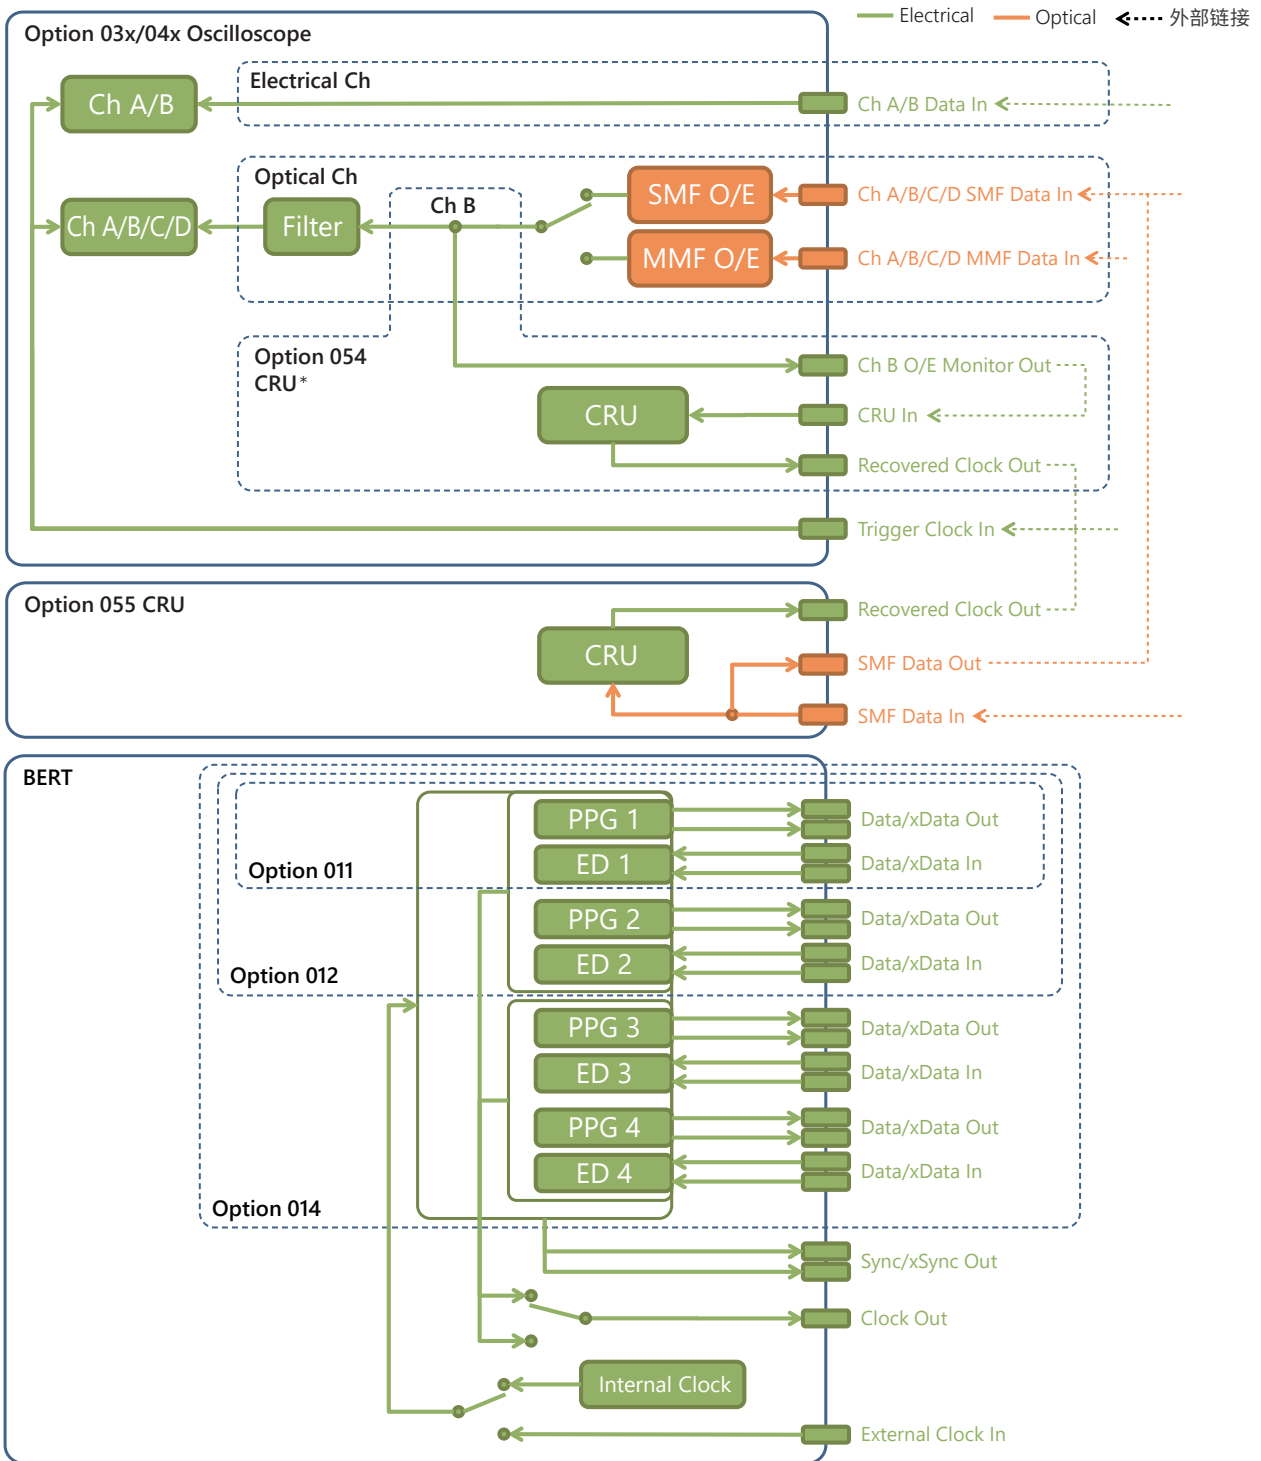 Electrical
Optical
外部链接
Option 03x/04x Oscilloscope
Electrical Ch
Ch A/B
Ch A/B Data In
Optical Ch
Ch B
SMF O/E
Ch A/B/C/D SMF Data In
Ch A/B/C/D
Filter
MMF O/E
Ch A/B/C/D MMF Data In
Option 054
CRU*
Ch B O/E Monitor Out
CRU
CRU In
Recovered Clock Out
Trigger Clock In
Option 055 CRU
Recovered Clock Out
CRU
SMF Data Out
SMF Data In
BERT
PPG 1
Data/xData Out
ED 1
Data/xData In
Option 011
PPG 2
Data/xData Out
ED 2
Data/xData In
Option 012
PPG 3
Data/xData Out
ED 3
Data/xData In
PPG 4
Data/xData Out
ED 4
Data/xData In
Option 014
Sync/xSync Out
Clock Out
Internal Clock
External Clock In